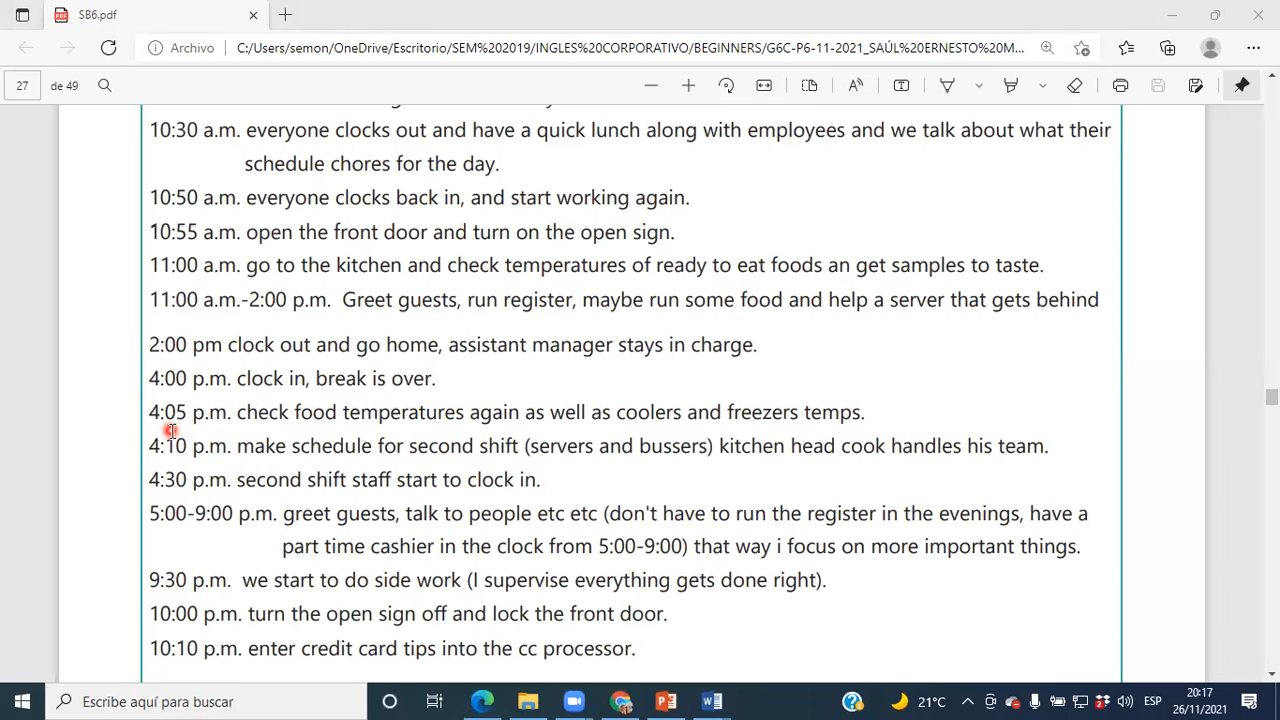 SB6.pdf
Archivo
C:/Users/semon/OneDrive/Escritorio/SEM%202019/INGLES%20CORPORATIVO/BEGINNERS/G6C-P6-11-2021_SAÚL%20ERNESTO%20M...
27 de 49
10:30 a.m. everyone clocks out and have a quick lunch along with employees and we talk about what their
schedule chores for the day.
10:50 a.m. everyone clocks back in, and start working again.
10:55 a.m. open the front door and turn on the open sign.
11:00 a.m. go to the kitchen and check temperatures of ready to eat foods an get samples to taste.
11:00 a.m.-2:00 p.m. Greet guests, run register, maybe run some food and help a server that gets behind
2:00 pm clock out and go home, assistant manager stays in charge.
4:00 p.m. clock in, break is over.
4:05 p.m. check food temperatures again as well as coolers and freezers temps.
4:10 p.m. make schedule for second shift (servers and bussers) kitchen head cook handles his team.
4:30 p.m. second shift staff start to clock in.
5:00-9:00 p.m. greet guests, talk to people etc etc (don't have to run the register in the evenings, have a
part time cashier in the clock from 5:00-9:00) that way i focus on more important things.
9:30 p.m. we start to do side work (I supervise everything gets done right).
10:00 p.m. turn the open sign off and lock the front door.
10:10 p.m. enter credit card tips into the cc processor.
Escribe aquí para buscar
21°C
ESP
20:17
26/11/2021